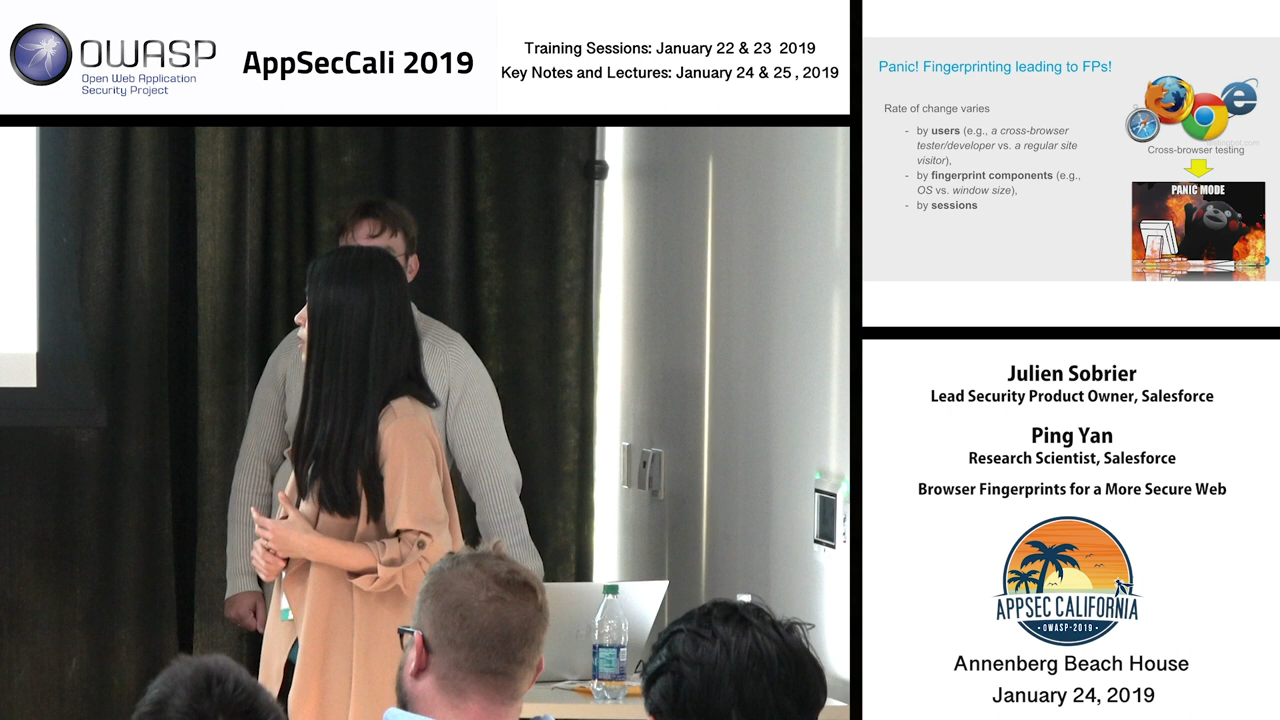 OWASP
Open Web Application
Security Project
AppSecCali 2019
Training Sessions: January 22 & 23 2019
Key Notes and Lectures: January 24 & 25 , 2019
Panic! Fingerprinting leading to FPs!
Rate of change varies
- by users (e.g., a cross-browser
tester/developer vs. a regular site
visitor),
- by fingerprint components (e.g.,
OS vs. window size),
- by sessions
Cross-browser testing
PANIC MODE
Julien Sobrier
Lead Security Product Owner, Salesforce
Ping Yan
Research Scientist, Salesforce
Browser Fingerprints for a More Secure Web
APPSEC CALIFORNIA
• OWASP-2019 •
Annenberg Beach House
January 24, 2019